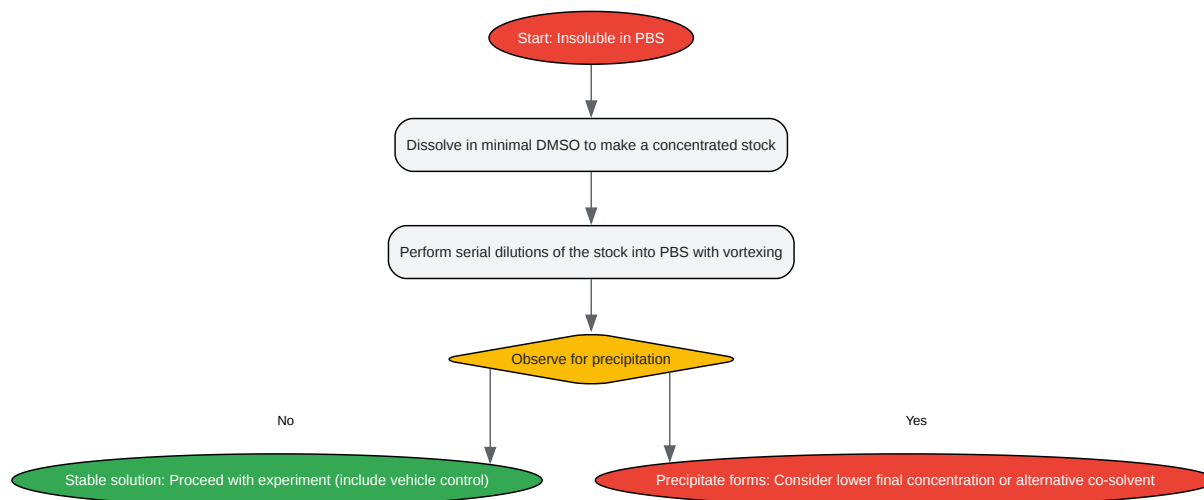 Start: Insoluble in PBS
Dissolve in minimal DMSO to make a concentrated stock
Perform serial dilutions of the stock into PBS with vortexing
Observe for precipitation
No
Yes
Stable solution: Proceed with experiment (include vehicle control)
Precipitate forms: Consider lower final concentration or alternative co-solvent